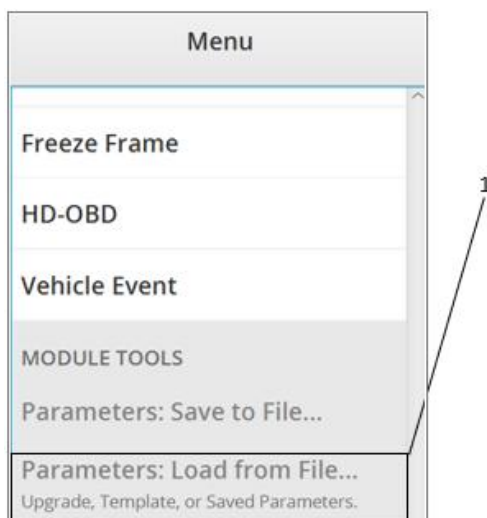 Menu
Freeze Frame
HD-OBD
Vehicle Event
MODULE TOOLS
Parameters: Save to File...
Parameters: Load from File...
Upgrade, Template, or Saved Parameters.
1